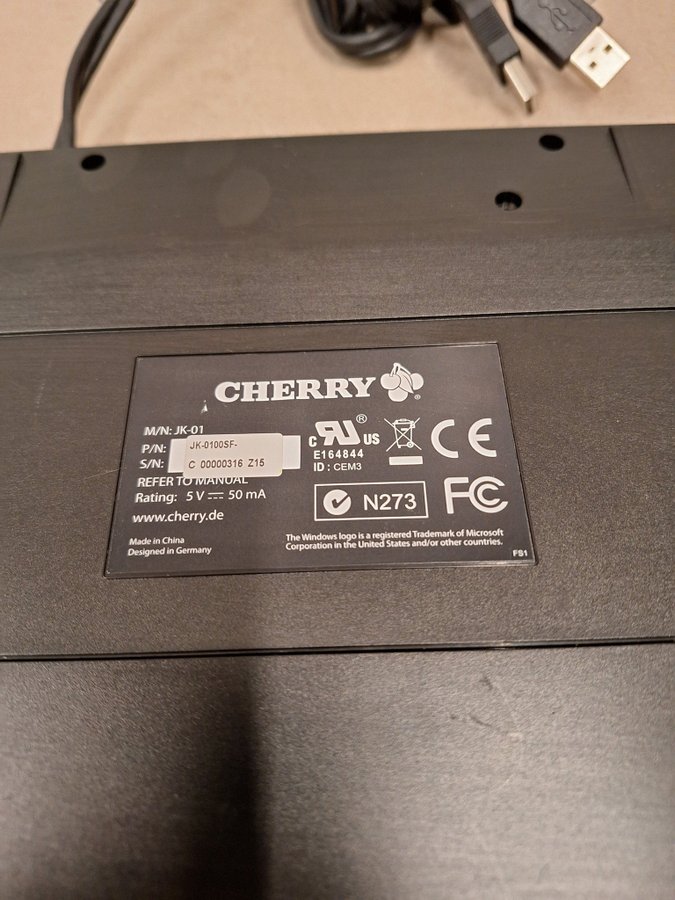 CHERRY
®
M/N: JK-01
P/N: JK-0100SF-
S/N: C 00000316 Z15
REFER TO MANUAL
Rating: 5 V 50 mA
www.cherry.de
Made in China
Designed in Germany
c RU ® US
E164844
ID : CEM3
CE
N273
FC
The Windows logo is a registered Trademark of Microsoft
Corporation in the United States and/or other countries.
FS1